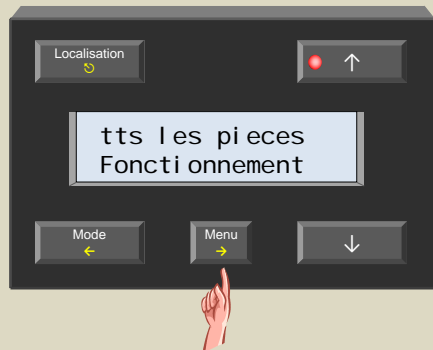 Localisation
tts les pieces
Fonctionnement
Mode
Menu